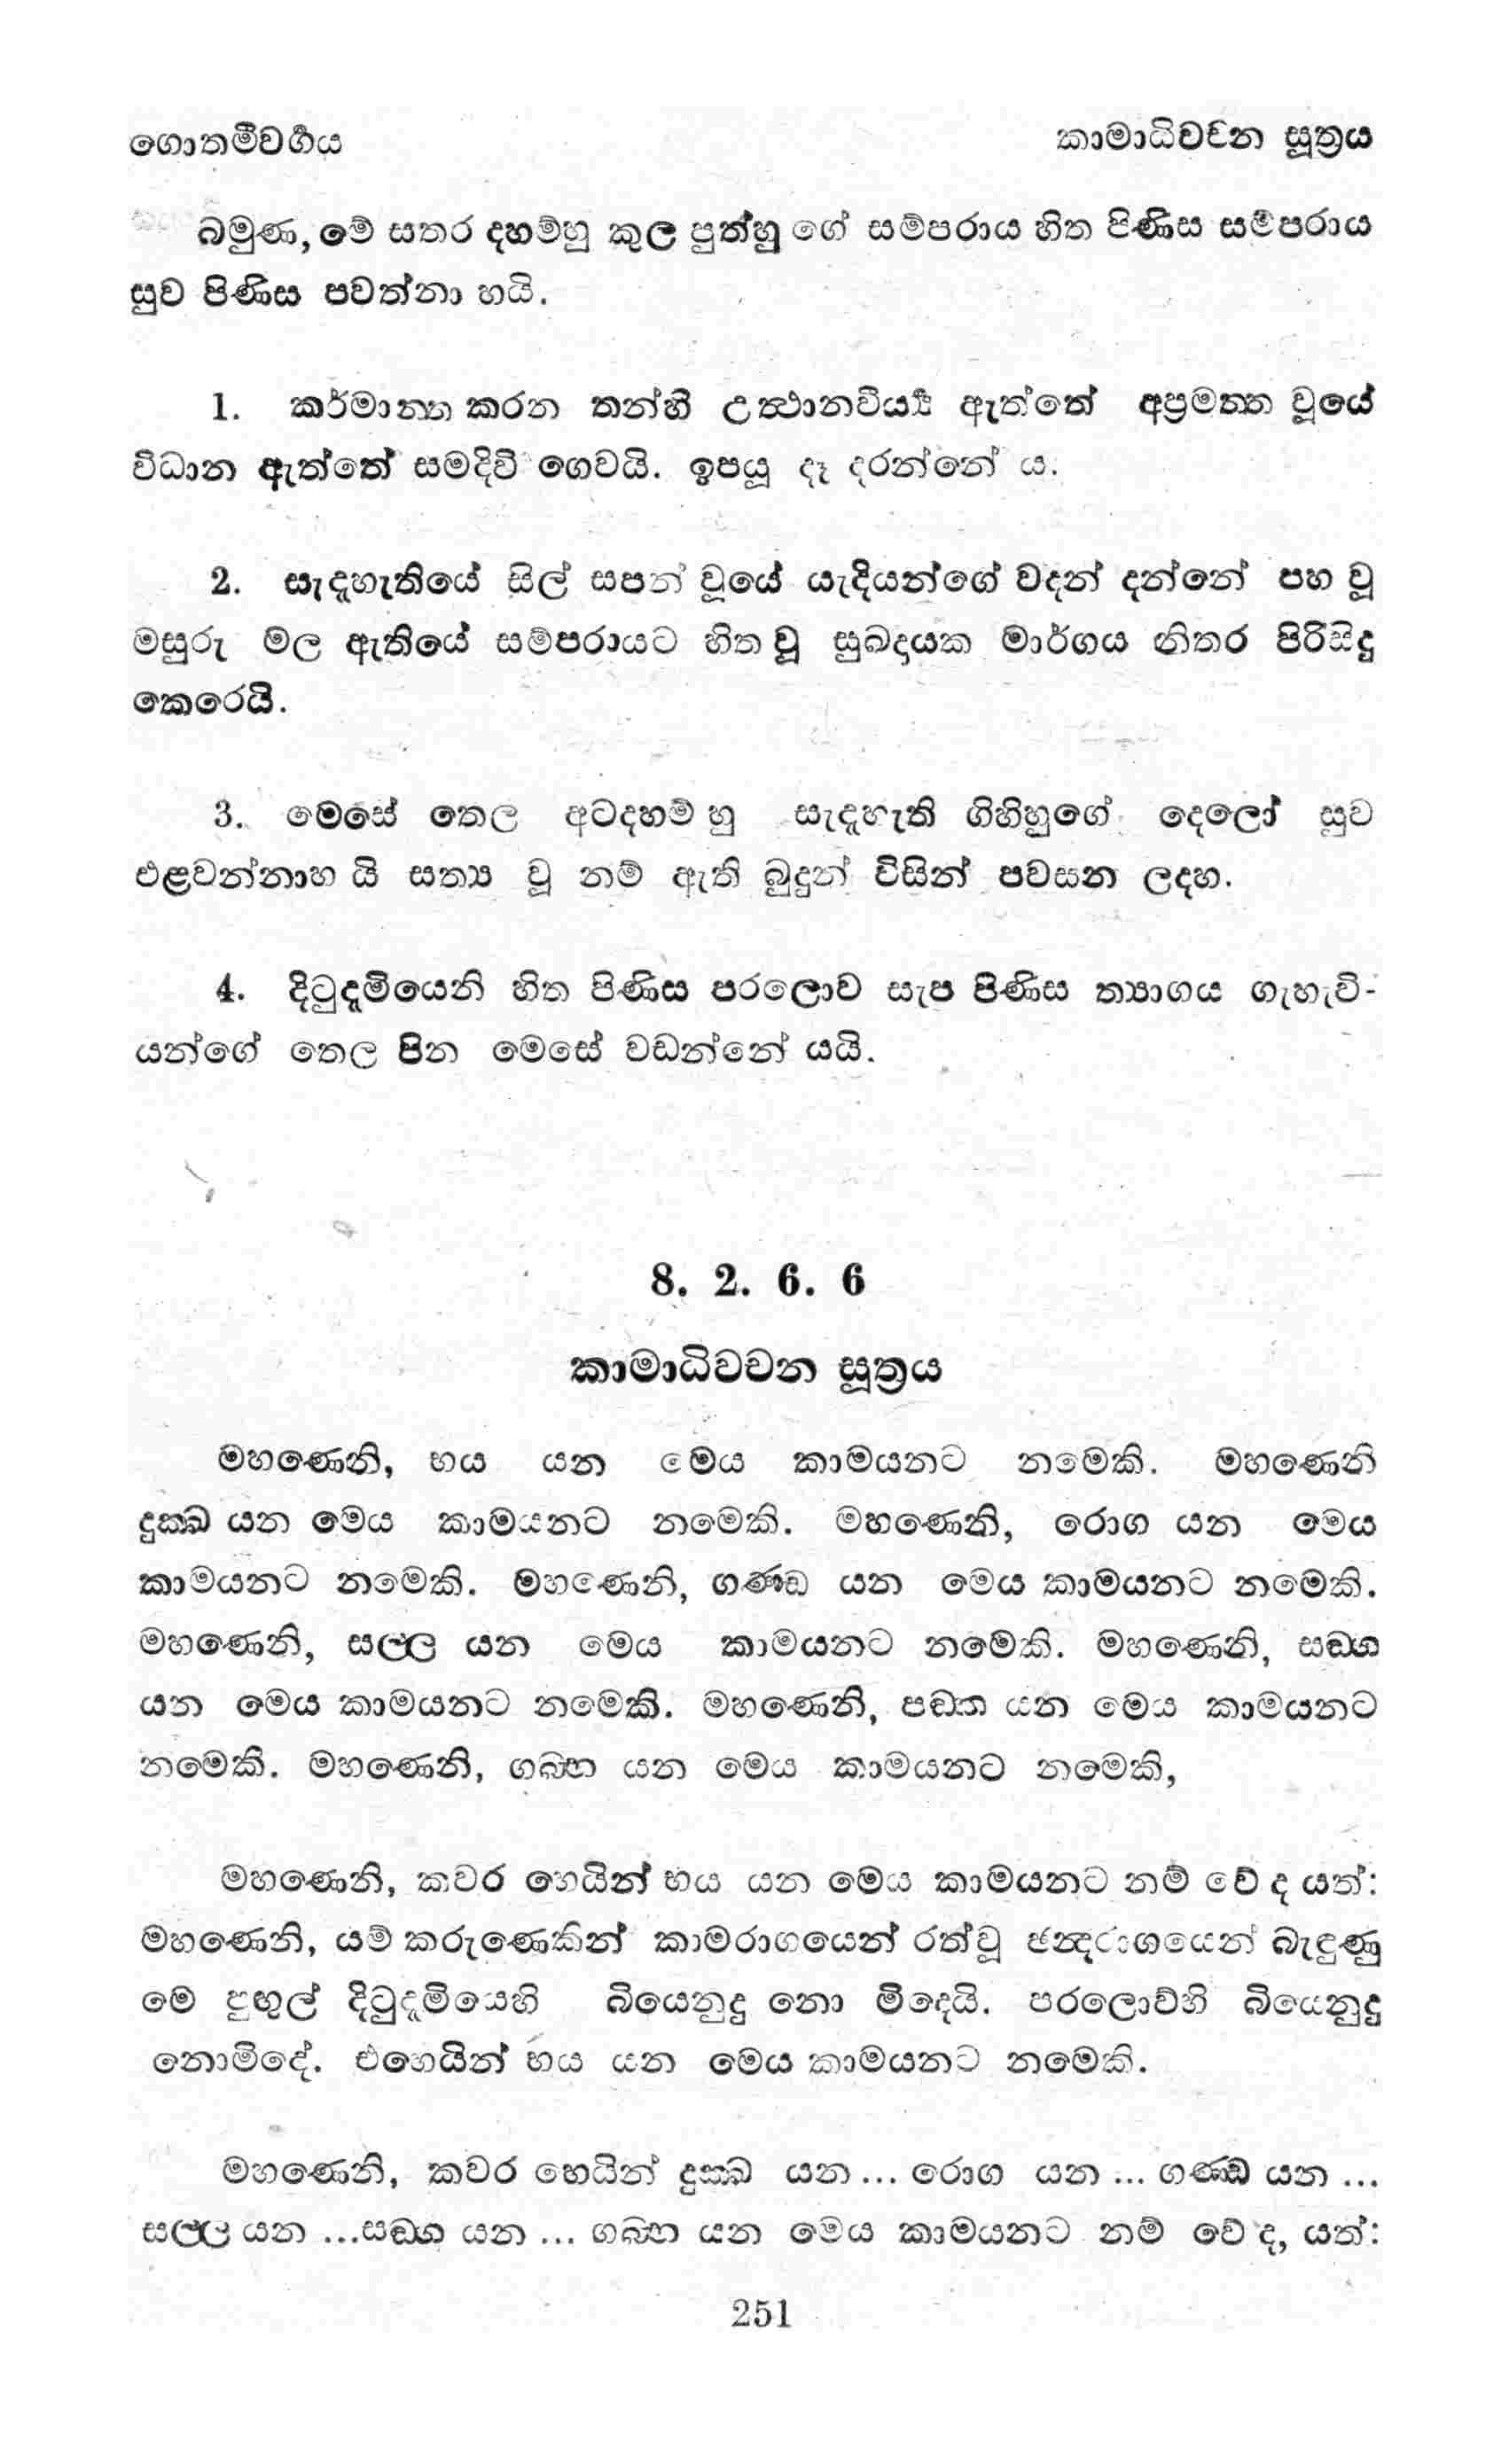 ගොතමීවර්‍ගය
කාමාධිවචන සූත්‍රය
බමුණ, මේ සතර දහම්හු කුල පුත්හු ගේ සම්පරාය හිත පිණිස සම්පරාය
සුව පිණිස පවත්නා හයි.
1. කර්මාන්ත කරන තන්හි උත්‍ථානවීර්‍ය්‍ය ඇත්තේ අප්‍රමත්ත වූයේ
විධාන ඇත්තේ සමදිවි ගෙවයි. ඉපයූ දෑ දරන්නේ ය.
2. සැදෑහැතියේ සිල් සපන් වූයේ යැදියන්ගේ වදන් දන්නේ පහ වූ
මසුරු මල ඇතියේ සම්පරායට හිත වූ සුඛදායක මාර්ගය නිතර පිරිසිදු
කෙරෙයි.
3. මෙසේ තෙල අටදහම් හු සැදෑහැති ගිහිහුගේ දෙලෝ සුව
එළවන්නාහ යි සත්‍ය වූ නම් ඇති බුදුන් විසින් පවසන ලදහ.
4. දිටුදෑමියෙනි හිත පිණිස පරලොව සැප පිණිස ත්‍යාගය ගැහැවි-
යන්ගේ තෙල පින මෙසේ වඩන්නේ යයි.
8. 2. 6. 6
කාමාධිවචන සූත්‍රය
මහණෙනි, භය යන මෙය කාමයනට නමෙකි. මහණෙනි
දුක්‍ඛ යන මෙය කාමයනට නමෙකි. මහණෙනි, රොග යන මෙය
කාමයනට නමෙකි. මහණෙනි, ගණ්‍ඩ යන මෙය කාමයනට නමෙකි.
මහණෙනි, සල්‍ල යන මෙය කාමයනට නමෙකි. මහණෙනි, සඞ්‍ග
යන මෙය කාමයනට නමෙකි. මහණෙනි, පඞ්‍ක යන මෙය කාමයනට
නමෙකි. මහණෙනි, ගබ්‍භ යන මෙය කාමයනට නමෙකි,
මහණෙනි, කවර හෙයින් භය යන මෙය කාමයනට නම් වේ ද යත්:
මහණෙනි, යම් කරුණෙකින් කාමරාගයෙන් රත්වූ ඡන්‍දරාගයෙන් බැඳුණු
මෙ පුඟුල් දිටුදෑමියෙහි බියෙනුදු නො මිදෙයි. පරලොව්හි බියෙනුදු
නොමිදේ. එහෙයින් භය යන මෙය කාමයනට නමෙකි.
මහණෙනි, කවර හෙයින් දුක්‍ඛ යන ... රොග යන ... ගණ්‍ඩ යන ...
සල්‍ල යන ...සඞ්‍ග යන ... ගබ්‍භ යන මෙය කාමයනට නම් වේ ද, යත්:
251